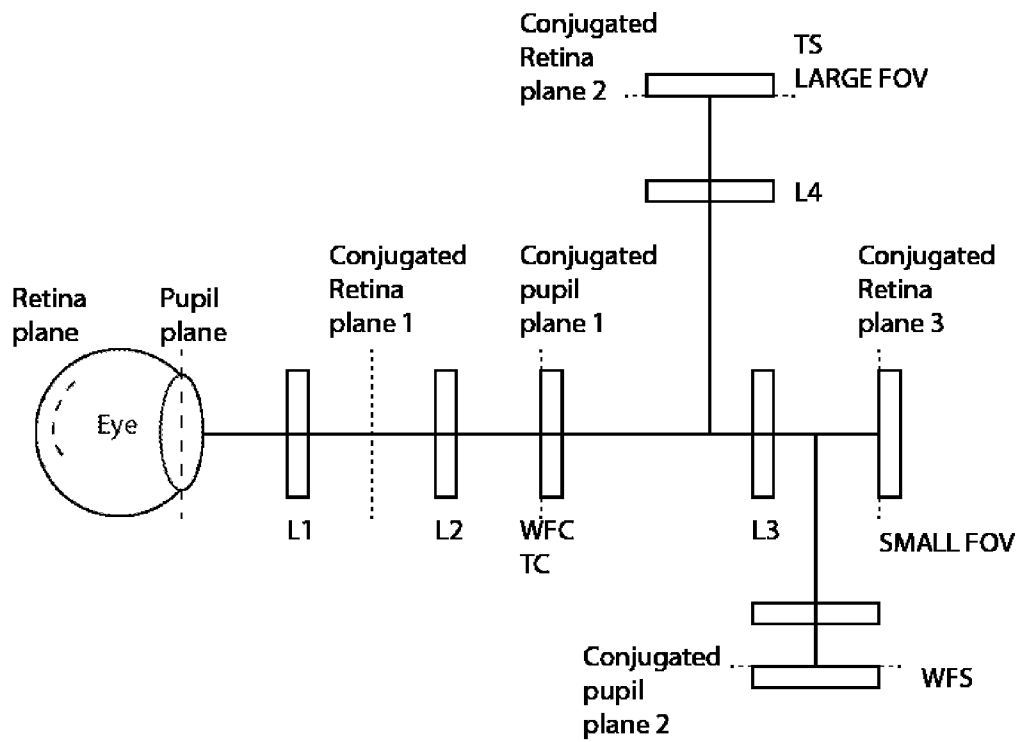 Conjugated
Retina
plane 2
TS
LARGE FOV
L4
Retina
plane
Pupil
plane
Conjugated
Retina
plane 1
Conjugated
pupil
plane 1
Conjugated
Retina
plane 3
Eye
L1
L2
WFC
TC
L3
SMALL FOV
Conjugated
pupil
plane 2
WFS